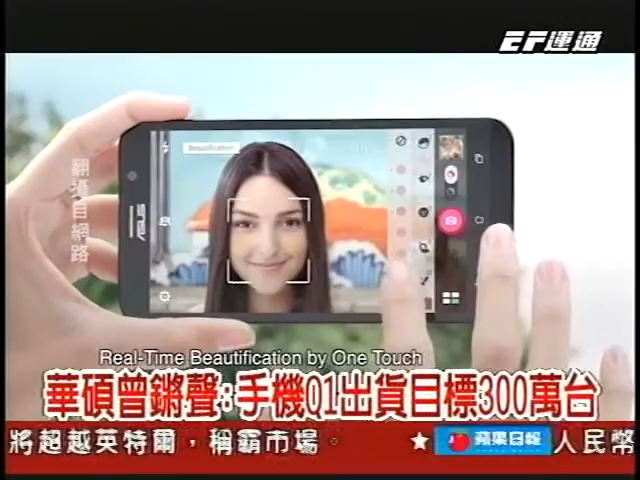 EF運通
Beautification
ASUS
翻攝自網路
Real-Time Beautification by One Touch
華碩曾鏘聲:手機Q1出貨目標300萬台
將超越英特爾，稱霸市場。 ★ 蘋果日報 人民幣